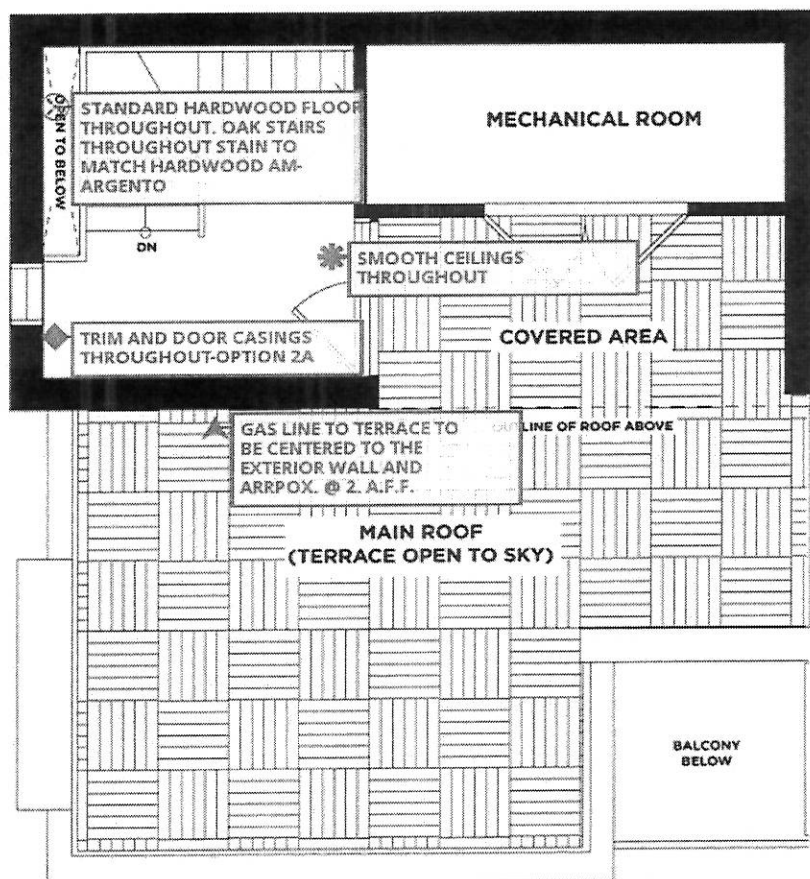 OPEN TO BELOW
STANDARD HARDWOOD FLOOR
THROUGHOUT. OAK STAIRS
THROUGHOUT STAIN TO
MATCH HARDWOOD AM-
ARGENTO
MECHANICAL ROOM
DN
SMOOTH CEILINGS
THROUGHOUT
TRIM AND DOOR CASINGS
THROUGHOUT-OPTION 2A
COVERED AREA
GAS LINE TO TERRACE TO
BE CENTERED TO THE
EXTERIOR WALL AND
ARRPOX. @ 2. A.F.F.
LINE OF ROOF ABOVE
MAIN ROOF
(TERRACE OPEN TO SKY)
BALCONY
BELOW